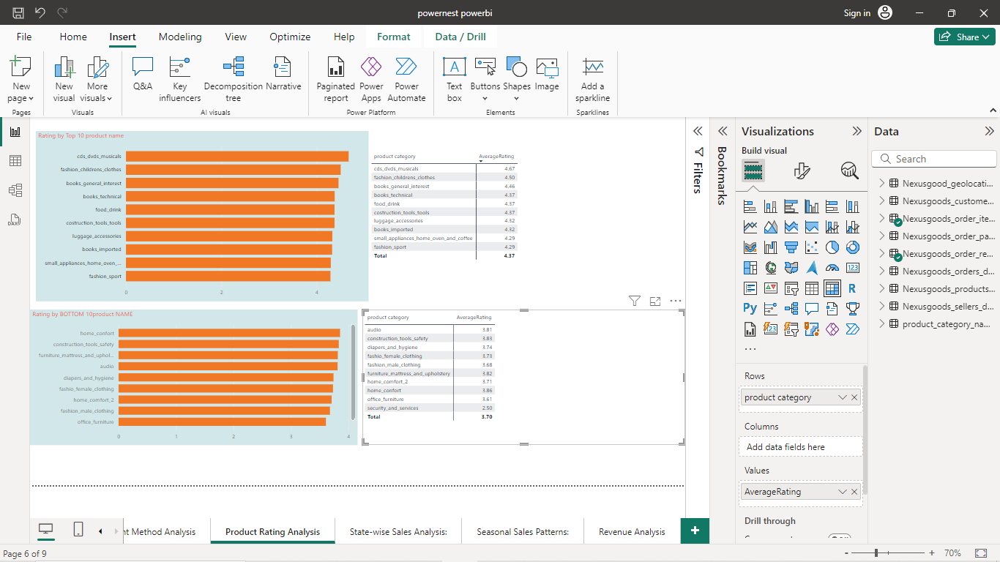 powernest powerbi
Sign in
File Home Insert Modeling View Optimize Help Format Data / Drill
Share
New page
New visual
More visuals
Q&A
Key influencers
Decomposition tree
Narrative
Paginated report
Power Apps
Power Automate
Text box
Buttons
Shapes
Image
Add a sparkline
Pages Visuals AI visuals Power Platform Elements Sparklines
Rating by Top 10 product name
cds_dvds_musicals
fashion_childrens_clothes
books_general_interest
books_technical
food_drink
costruction_tools_tools
luggage_accessories
books_imported
small_appliances_home_oven_...
fashion_sport
0 2 4
product category AverageRating
cds_dvds_musicals 4.67
fashion_childrens_clothes 4.50
books_general_interest 4.46
books_technical 4.37
food_drink 4.37
costruction_tools_tools 4.37
luggage_accessories 4.32
books_imported 4.32
small_appliances_home_oven_and_coffee 4.29
fashion_sport 4.29
Total 4.37
Rating by BOTTOM 10product NAME
home_confort
construction_tools_safety
furniture_mattress_and_uphol...
audio
diapers_and_hygiene
fashio_female_clothing
home_comfort_2
fashion_male_clothing
office_furniture
0 1 2 3 4
product category AverageRating
audio 3.81
construction_tools_safety 3.83
diapers_and_hygiene 3.74
fashio_female_clothing 3.73
fashion_male_clothing 3.68
furniture_mattress_and_upholstery 3.82
home_comfort_2 3.71
home_confort 3.86
office_furniture 3.61
security_and_services 2.50
Total 3.70
Filters
Bookmarks
Visualizations
Build visual
123
R
Py
123
...
Rows
product category
Columns
Add data fields here
Values
AverageRating
Drill through
Data
Search
Nexusgood_geolocati...
Nexusgoods_custome...
Nexusgoods_order_ite...
Nexusgoods_order_pa...
Nexusgoods_order_re...
Nexusgoods_orders_d...
Nexusgoods_products...
Nexusgoods_sellers_d...
product_category_na...
nt Method Analysis
Product Rating Analysis
State-wise Sales Analysis:
Seasonal Sales Patterns:
Revenue Analysis
+
Page 6 of 9
- + 70%